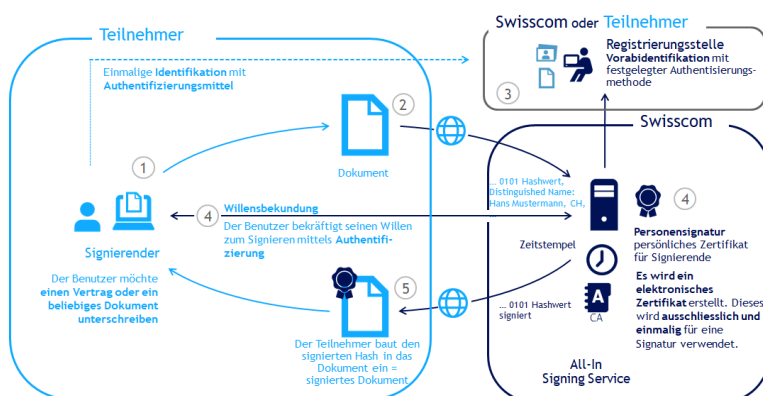 Teilnehmer
Swisscom oder Teilnehmer
Einmalige Identifikation mit
Authentifizierungsmittel
Registrierungsstelle
Vorabidentifikation mit
festgelegter Authentisierungs-
methode
3
2
Swisscom
1
Dokument
... 0101 Hashwert,
Distinguished Name:
Hans Mustermann, CH,
4
4
Willensbekundung
Der Benutzer bekräftigt seinen Willen
zum Signieren mittels Authentifi-
zierung
Signierender
Personensignatur
persönliches Zertifikat
für Signierende
Zeitstempel
Der Benutzer möchte
einen Vertrag oder ein
beliebiges Dokument
unterschreiben
5
Es wird ein
elektronisches
Zertifikat erstellt. Dieses
wird ausschliesslich und
einmalig für eine
Signatur verwendet.
A
CA
... 0101 Hashwert
signiert
Der Teilnehmer baut den
signierten Hash in das
Dokument ein =
signiertes Dokument
All-In
Signing Service